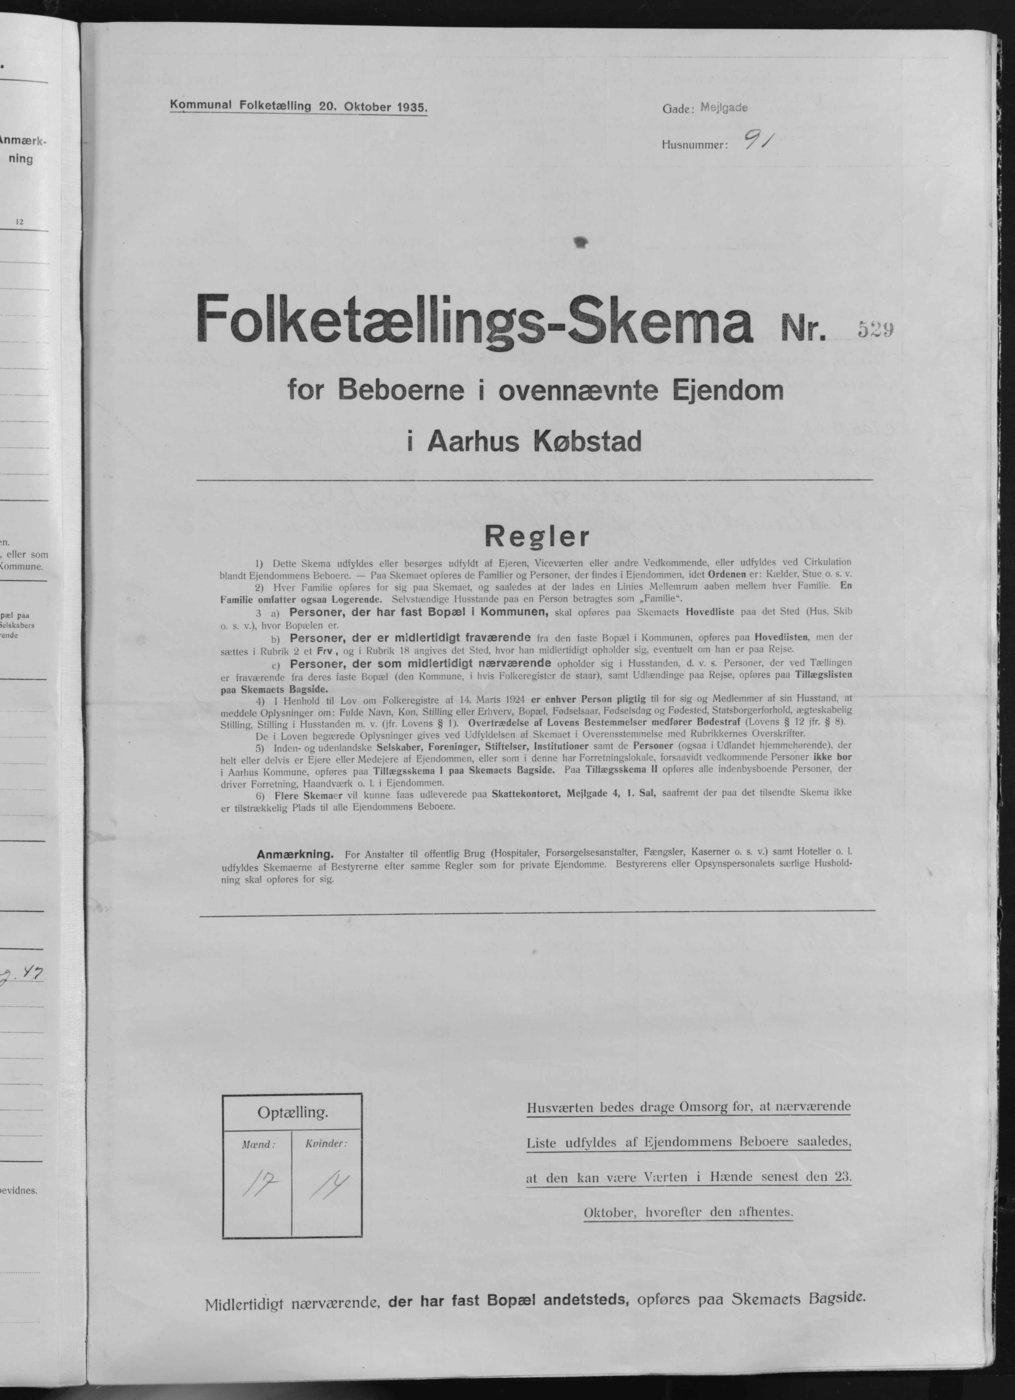 Anmærk-
ning
12
en.
, eller som
Kommune.
pæl paa
Selskabers
rende
g. 47
bevidnes.
Kommunal Folketælling 20. Oktober 1935.
Gade: Mejlgade
Husnummer: 91
Folketællings-Skema Nr. 529
for Beboerne i ovennævnte Ejendom
i Aarhus Købstad
Regler
1) Dette Skema udfyldes eller besørges udfyldt af Ejeren, Viceværten eller andre Vedkommende, eller udfyldes ved Cirkulation
blandt Ejendommens Beboere. — Paa Skemaet opføres de Familier og Personer, der findes i Ejendommen, idet Ordenen er: Kælder, Stue o. s. v.
2) Hver Familie opføres for sig paa Skemaet, og saaledes at der lades en Linies Mellemrum aaben mellem hver Familie. En
Familie omfatter ogsaa Logerende. Selvstændige Husstande paa en Person betragtes som „Familie".
3 a) Personer, der har fast Bopæl i Kommunen, skal opføres paa Skemaets Hovedliste paa det Sted (Hus, Skib
o. s. v.), hvor Bopælen er.
b) Personer, der er midlertidigt fraværende fra den faste Bopæl i Kommunen, opføres paa Hovedlisten, men der
sættes i Rubrik 2 et Frv., og i Rubrik 18 angives det Sted, hvor han midlertidigt opholder sig, eventuelt om han er paa Rejse.
c) Personer, der som midlertidigt nærværende opholder sig i Husstanden, d. v. s. Personer, der ved Tællingen
er fraværende fra deres faste Bopæl (den Kommune, i hvis Folkeregister de staar), samt Udlændinge paa Rejse, opføres paa Tillægslisten
paa Skemaets Bagside.
4) I Henhold til Lov om Folkeregistre af 14. Marts 1924 er enhver Person pligtig til for sig og Medlemmer af sin Husstand, at
meddele Oplysninger om: Fulde Navn, Køn, Stilling eller Erhverv, Bopæl, Fødselsaar, Fødselsdag og Fødested, Statsborgerforhold, ægteskabelig
Stilling, Stilling i Husstanden m. v. (jfr. Lovens § 1). Overtrædelse af Lovens Bestemmelser medfører Bødestraf (Lovens § 12 jfr. § 8).
De i Loven begærede Oplysninger gives ved Udfyldelsen af Skemaet i Overensstemmelse med Rubrikkernes Overskrifter.
5) Inden- og udenlandske Selskaber, Foreninger, Stiftelser, Institutioner samt de Personer (ogsaa i Udlandet hjemmehørende), der
helt eller delvis er Ejere eller Medejere af Ejendommen, eller som i denne har Forretningslokale, forsaavidt vedkommende Personer ikke bor
i Aarhus Kommune, opføres paa Tillægsskema I paa Skemaets Bagside. Paa Tillægsskema II opføres alle indenbysboende Personer, der
driver Forretning, Haandværk o. l. i Ejendommen.
6) Flere Skemaer vil kunne faas udleverede paa Skattekontoret, Mejlgade 4, 1. Sal, saafremt der paa det tilsendte Skema ikke
er tilstrækkelig Plads til alle Ejendommens Beboere.
Anmærkning. For Anstalter til offentlig Brug (Hospitaler, Forsørgelsesanstalter, Fængsler, Kaserner o. s. v.) samt Hoteller o. l.
udfyldes Skemaerne af Bestyrerne efter samme Regler som for private Ejendomme. Bestyrerens eller Opsynspersonalets særlige Hushold-
ning skal opføres for sig.
Optælling.
Mænd: Kvinder:
17 14
Husværten bedes drage Omsorg for, at nærværende
Liste udfyldes af Ejendommens Beboere saaledes,
at den kan være Værten i Hænde senest den 23.
Oktober, hvorefter den afhentes.
Midlertidigt nærværende, der har fast Bopæl andetsteds, opføres paa Skemaets Bagside.